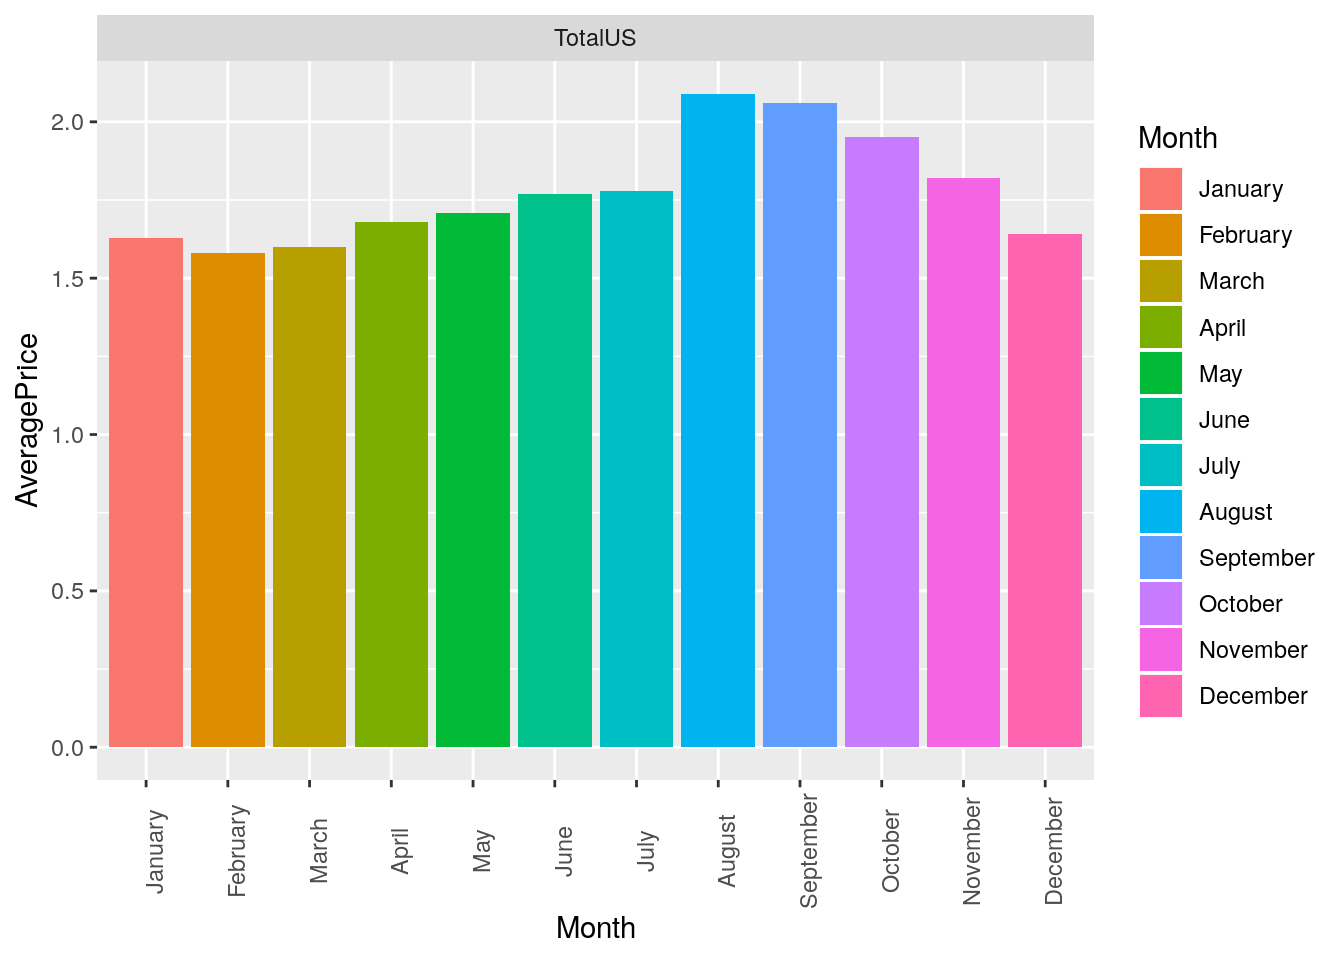 TotalUS
AveragePrice
2.0
1.5
1.0
0.5
0.0
January
February
March
April
May
June
July
August
September
October
November
December
Month
Month
January
February
March
April
May
June
July
August
September
October
November
December